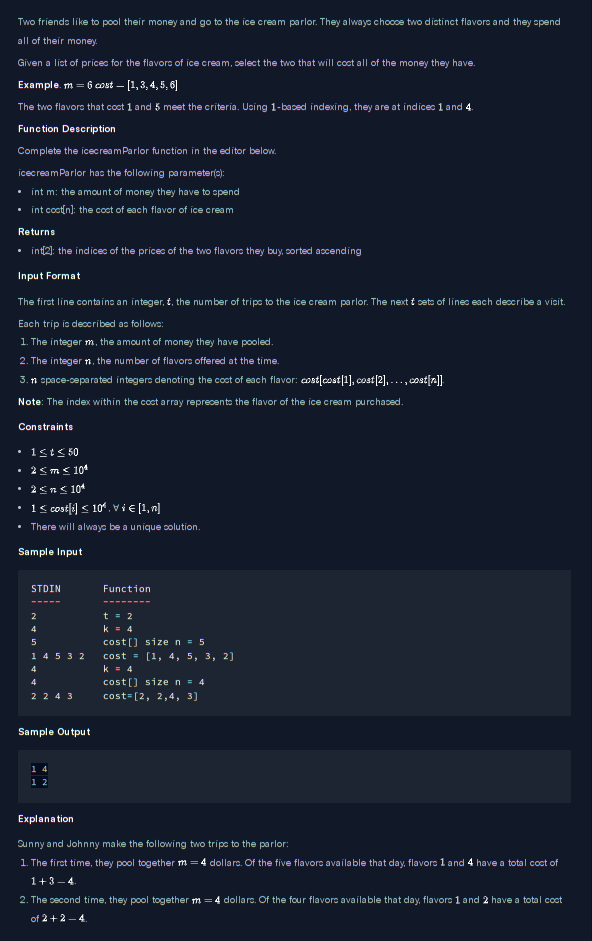 Two friends like to pool their money and go to the ice cream parlor. They always choose two distinct flavors and they spend
all of their money.
Given a list of prices for the flavors of ice cream, select the two that will cost all of the money they have.
Example. m = 6 cost = [1, 3, 4, 5, 6]
The two flavors that cost 1 and 5 meet the criteria. Using 1-based indexing, they are at indices 1 and 4.
Function Description
Complete the icecreamParlor function in the editor below.
icecreamParlor has the following parameter(s):
• int m: the amount of money they have to spend
• int cost[n]: the cost of each flavor of ice cream
Returns
• int[2]: the indices of the prices of the two flavors they buy, sorted ascending
Input Format
The first line contains an integer, t, the number of trips to the ice cream parlor. The next t sets of lines each describe a visit.
Each trip is described as follows:
1. The integer m, the amount of money they have pooled.
2. The integer n, the number of flavors offered at the time.
3. n space-separated integers denoting the cost of each flavor: cost[cost[1], cost[2], . . . , cost[n]].
Note: The index within the cost array represents the flavor of the ice cream purchased.
Constraints
• 1 ≤ t ≤ 50
• 2 ≤ m ≤ 10⁴
• 2 ≤ n ≤ 10⁴
• 1 ≤ cost[i] ≤ 10⁴, ∀ i ∈ [1, n]
• There will always be a unique solution.
Sample Input
STDIN Function
----- --------
2 t = 2
4 k = 4
5 cost[] size n = 5
1 4 5 3 2 cost = [1, 4, 5, 3, 2]
4 k = 4
4 cost[] size n = 4
2 2 4 3 cost=[2, 2,4, 3]
Sample Output
1 4
1 2
Explanation
Sunny and Johnny make the following two trips to the parlor:
1. The first time, they pool together m = 4 dollars. Of the five flavors available that day, flavors 1 and 4 have a total cost of
1 + 3 = 4.
2. The second time, they pool together m = 4 dollars. Of the four flavors available that day, flavors 1 and 2 have a total cost
of 2 + 2 = 4.